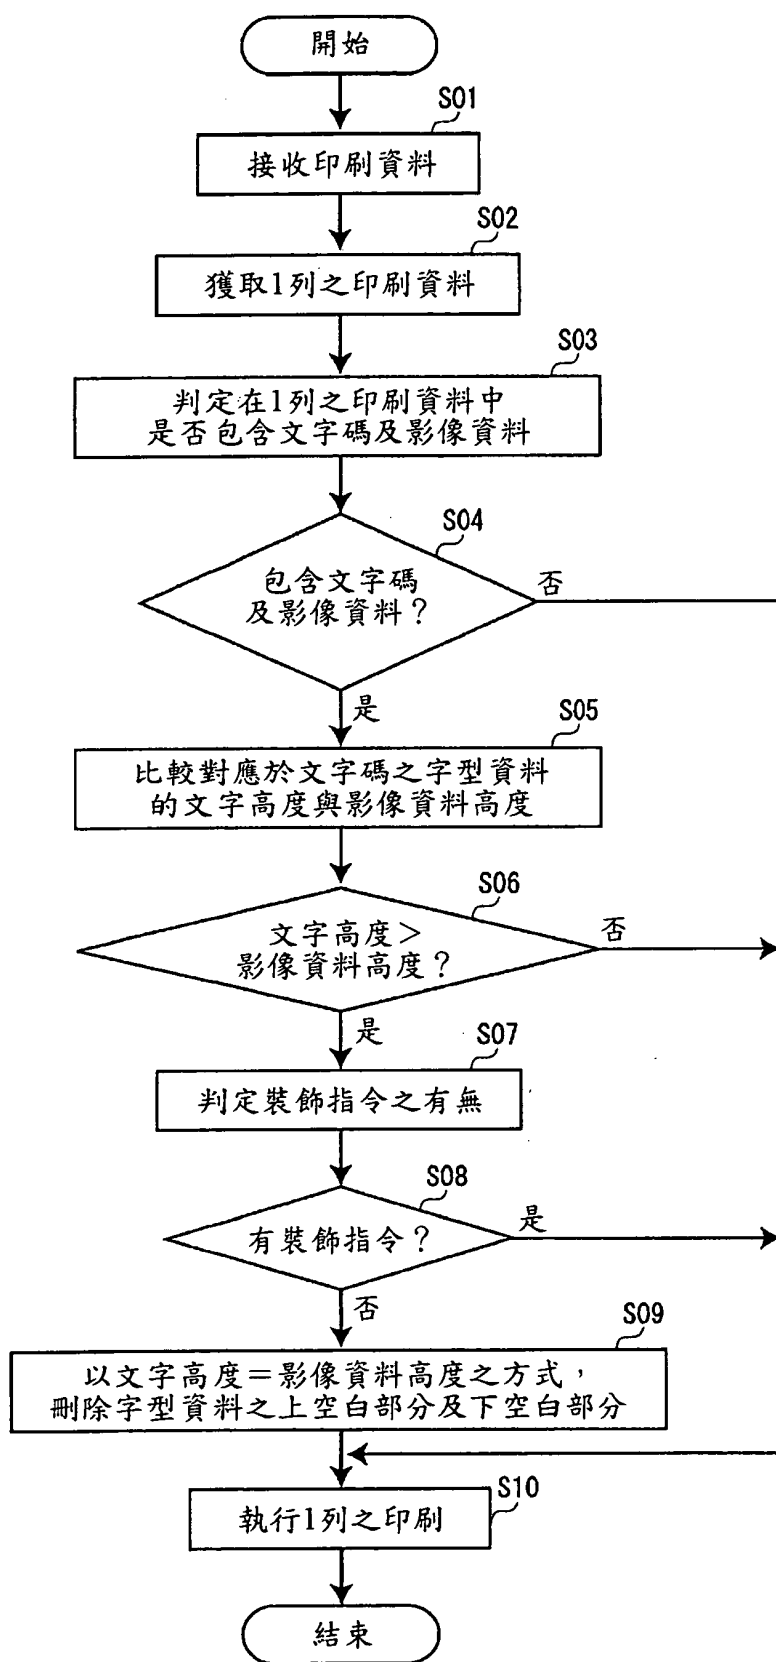 開始
S01
接收印刷資料
S02
獲取1列之印刷資料
S03
判定在1列之印刷資料中
是否包含文字碼及影像資料
S04
包含文字碼
及影像資料?
否
是
S05
比較對應於文字碼之字型資料
的文字高度與影像資料高度
S06
文字高度>
影像資料高度?
否
是
S07
判定裝飾指令之有無
S08
有裝飾指令?
是
否
S09
以文字高度=影像資料高度之方式,
刪除字型資料之上空白部分及下空白部分
S10
執行1列之印刷
結束